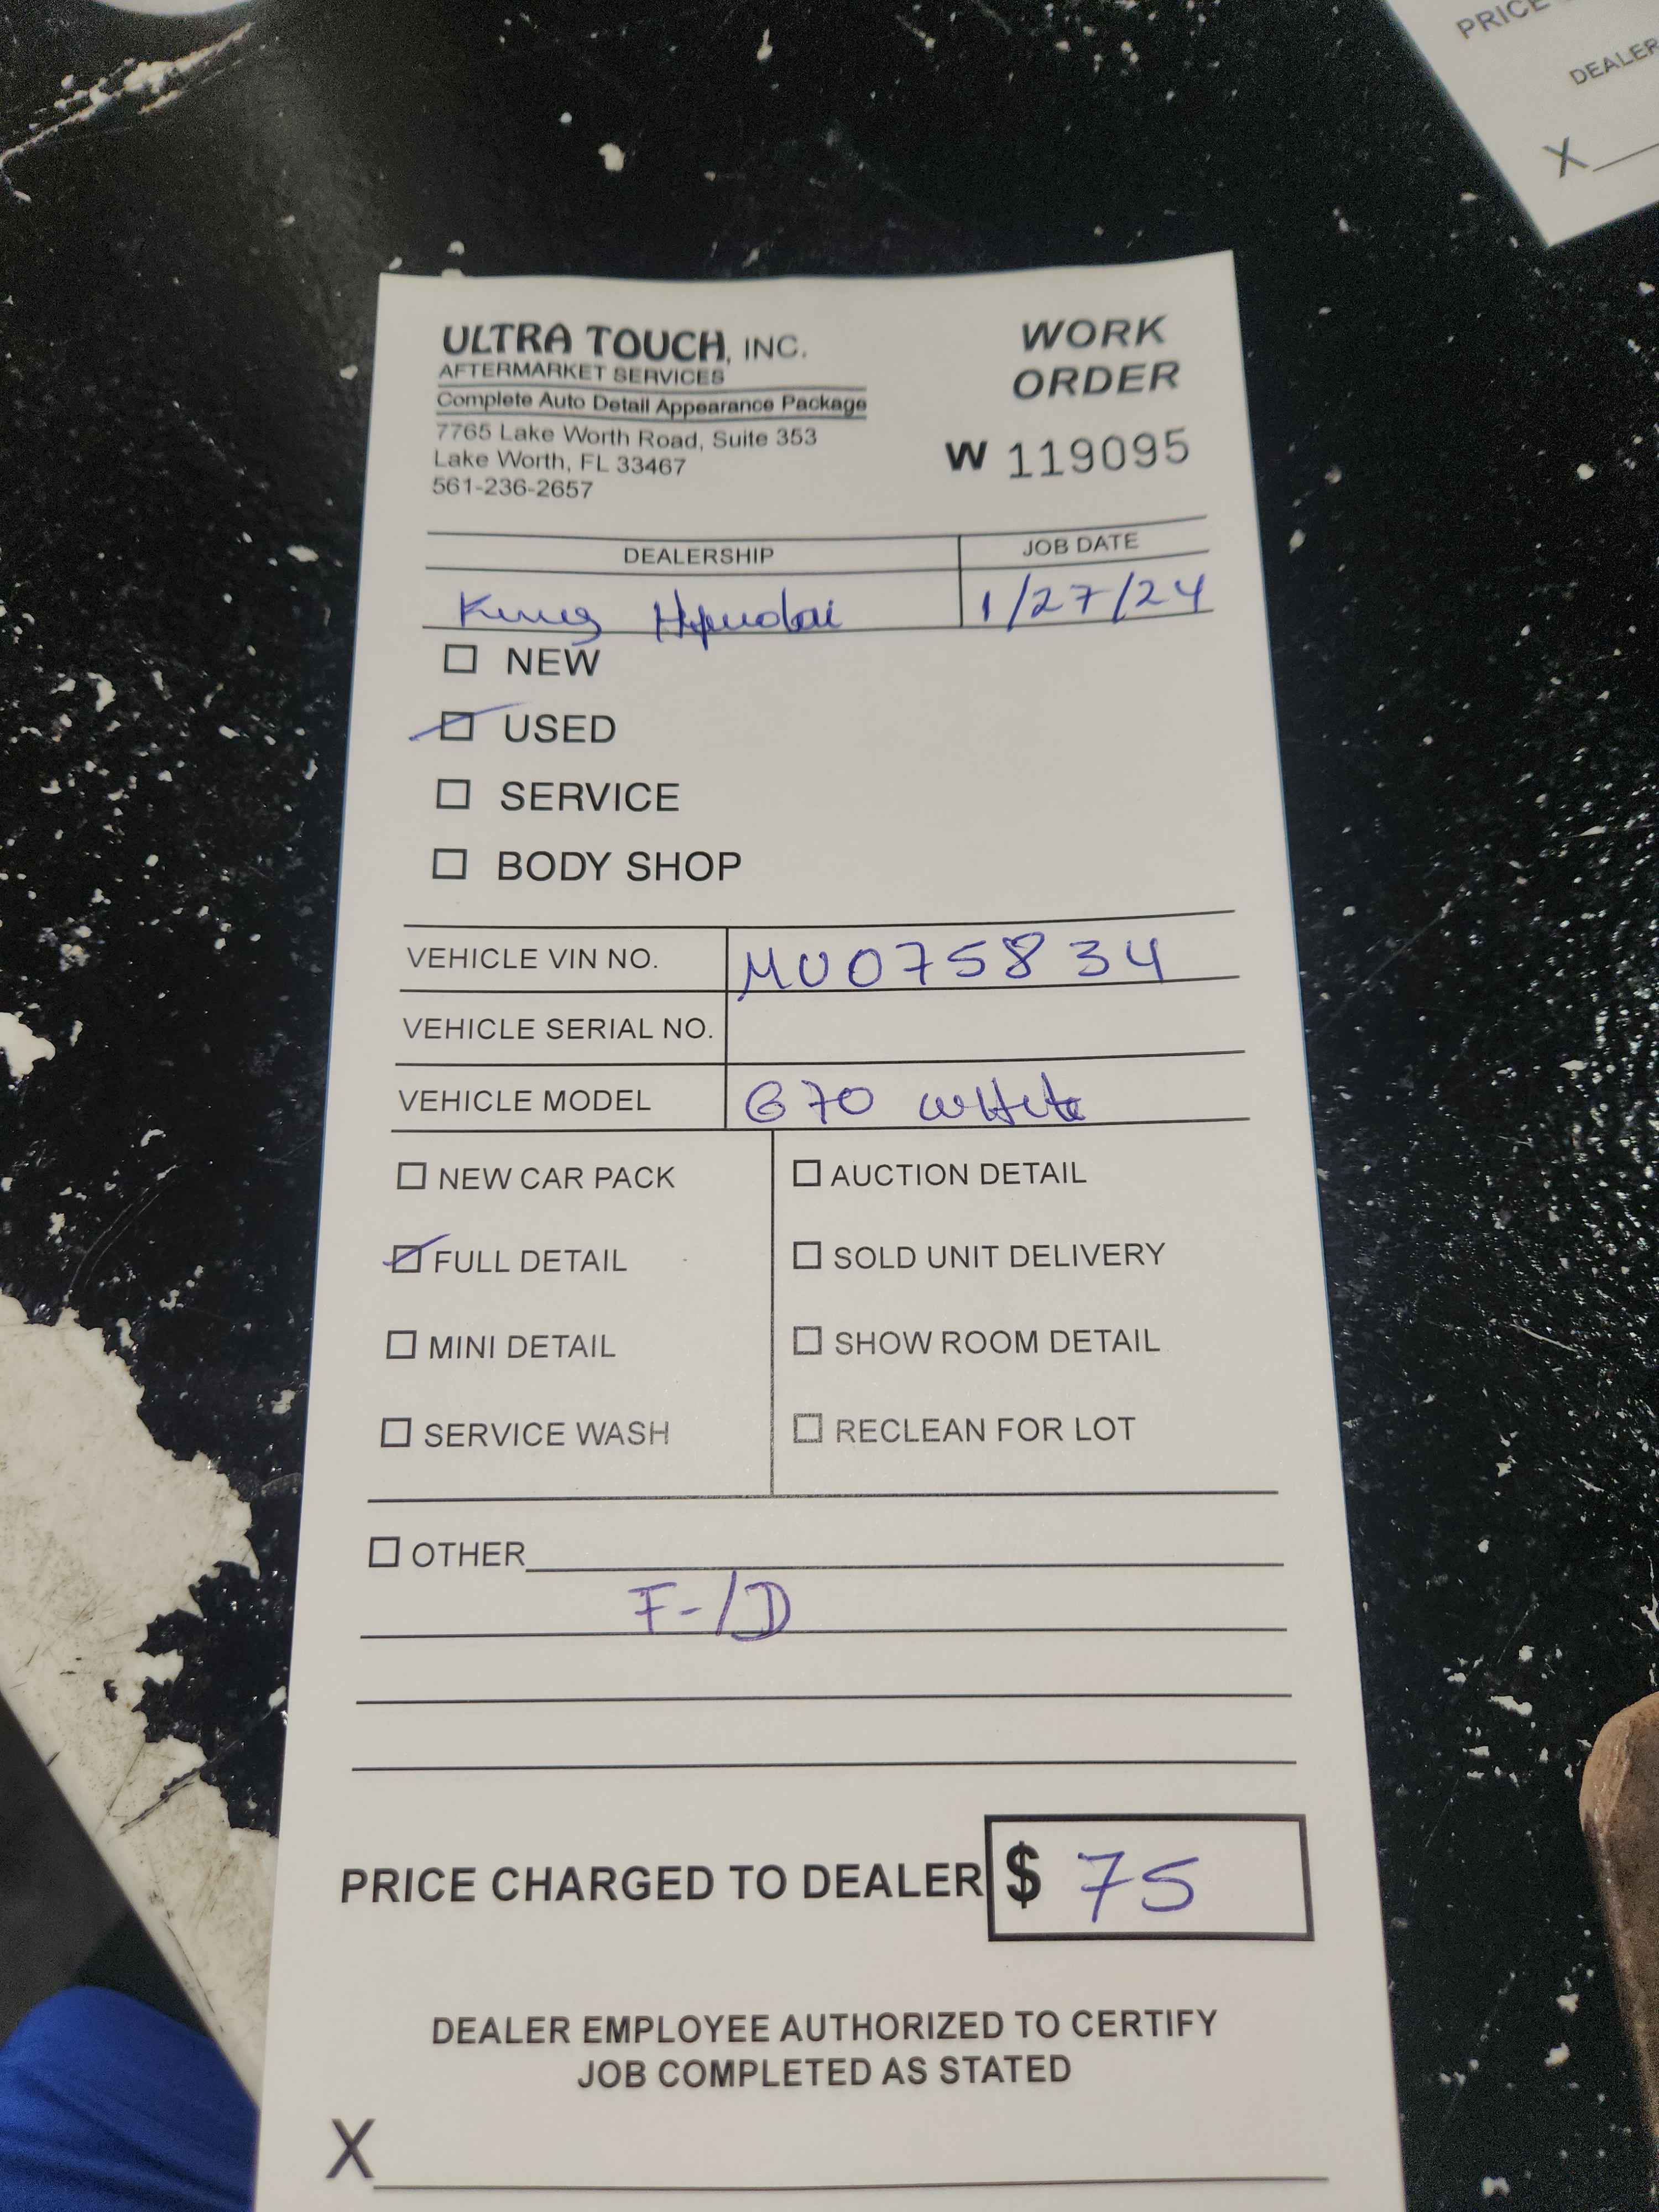 PRICE
DEALER
X
ULTRA TOUCH, INC.
AFTERMARKET SERVICES
Complete Auto Detail Appearance Package
7765 Lake Worth Road, Suite 353
Lake Worth, FL 33467
561-236-2657
WORK
ORDER
W 119095
DEALERSHIP JOB DATE
King Hyundai 1/27/24
NEW
USED
SERVICE
BODY SHOP
VEHICLE VIN NO. MU075834
VEHICLE SERIAL NO.
VEHICLE MODEL G70 white
NEW CAR PACK AUCTION DETAIL
FULL DETAIL SOLD UNIT DELIVERY
MINI DETAIL SHOW ROOM DETAIL
SERVICE WASH RECLEAN FOR LOT
OTHER
F-/D
PRICE CHARGED TO DEALER $ 75
DEALER EMPLOYEE AUTHORIZED TO CERTIFY
JOB COMPLETED AS STATED
X